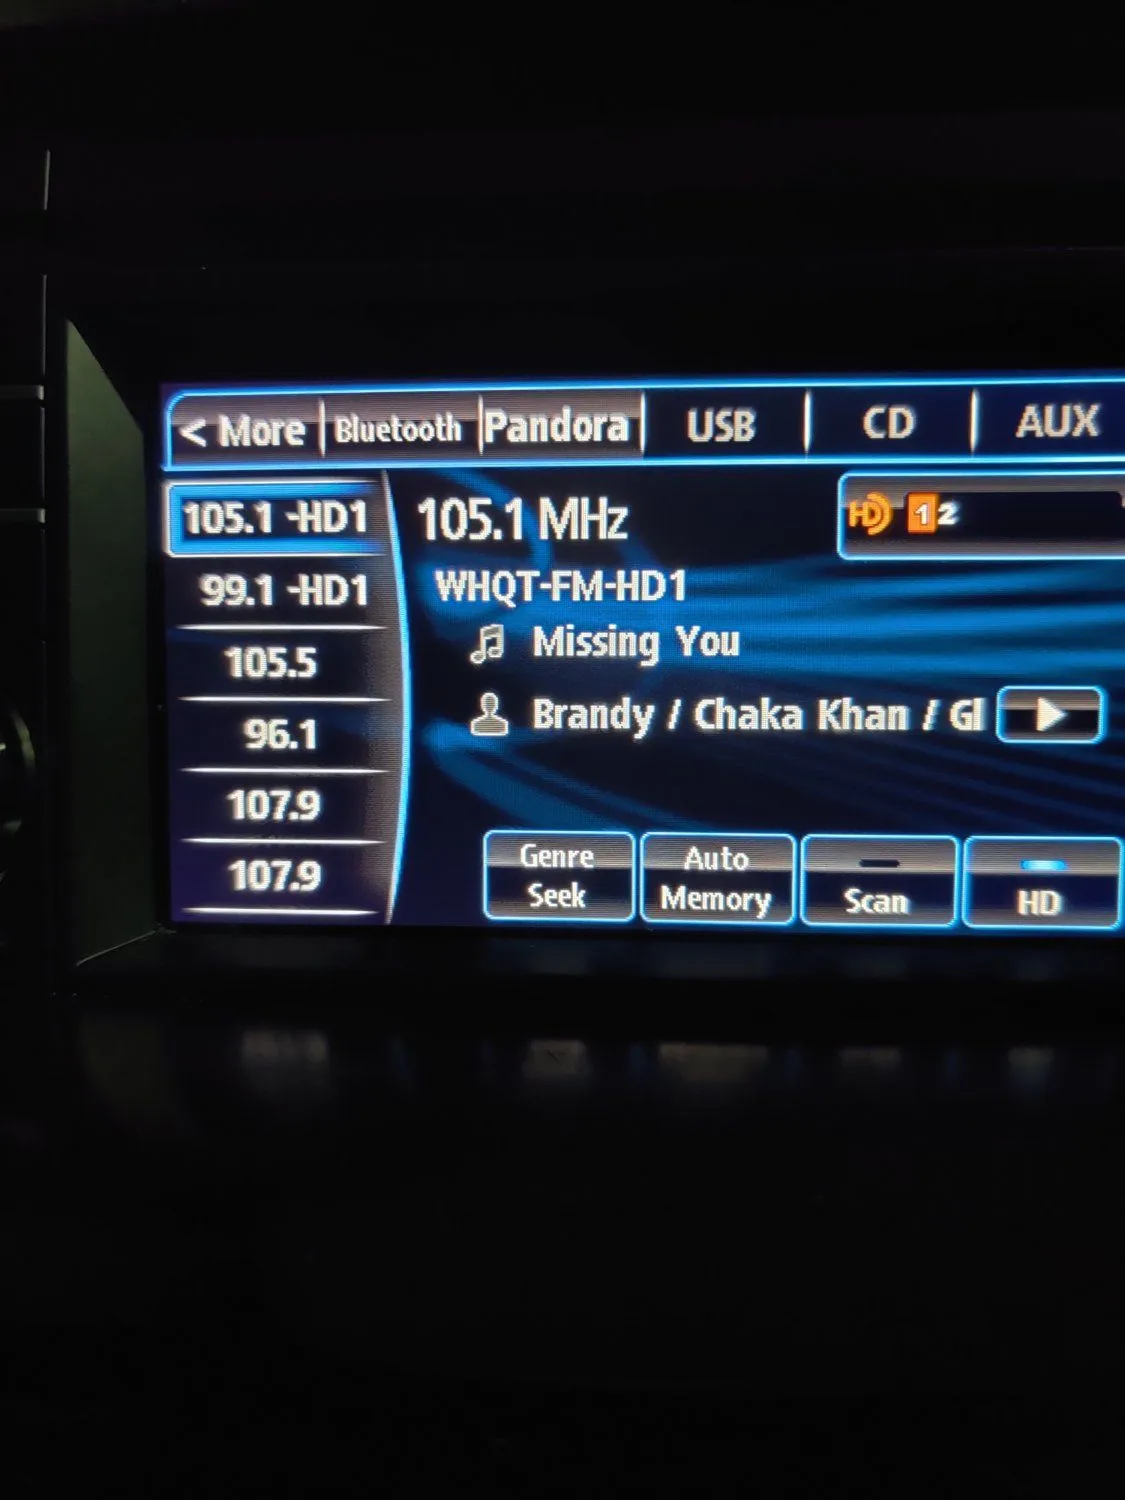 < More Bluetooth Pandora USB CD AUX
105.1 -HD1
99.1 -HD1
105.5
96.1
107.9
107.9
105.1 MHz
HD 1 2
WHQT-FM-HD1
Missing You
Brandy / Chaka Khan / Gl
Genre
Seek
Auto
Memory
Scan
HD